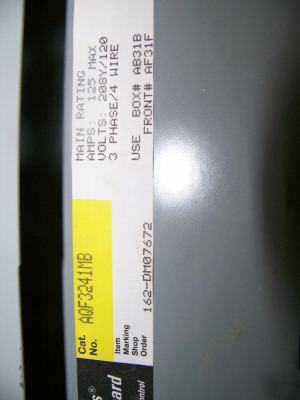 MAIN RATING
AMPS: 125 MAX
VOLTS: 208Y/120
3 PHASE/4 WIRE
USE BOX# AB31B
FRONT# AF31F
Cat. No. AQF3241MB
Item
Marking
Shop
Order
162-DM07672